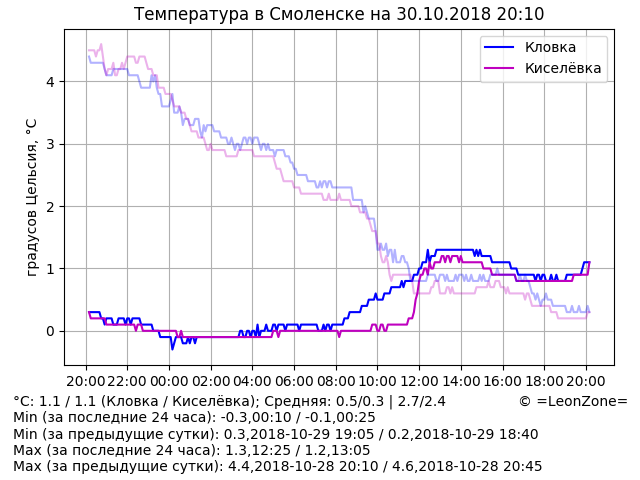 Температура в Смоленске на 30.10.2018 20:10
Кловка
Киселёвка
градусов Цельсия, °C
4
3
2
1
0
20:00 22:00 00:00 02:00 04:00 06:00 08:00 10:00 12:00 14:00 16:00 18:00 20:00
°C: 1.1 / 1.1 (Кловка / Киселёвка); Средняя: 0.5/0.3 | 2.7/2.4 © =LeonZone=
Min (за последние 24 часа): -0.3,00:10 / -0.1,00:25
Min (за предыдущие сутки): 0.3,2018-10-29 19:05 / 0.2,2018-10-29 18:40
Max (за последние 24 часа): 1.3,12:25 / 1.2,13:05
Max (за предыдущие сутки): 4.4,2018-10-28 20:10 / 4.6,2018-10-28 20:45